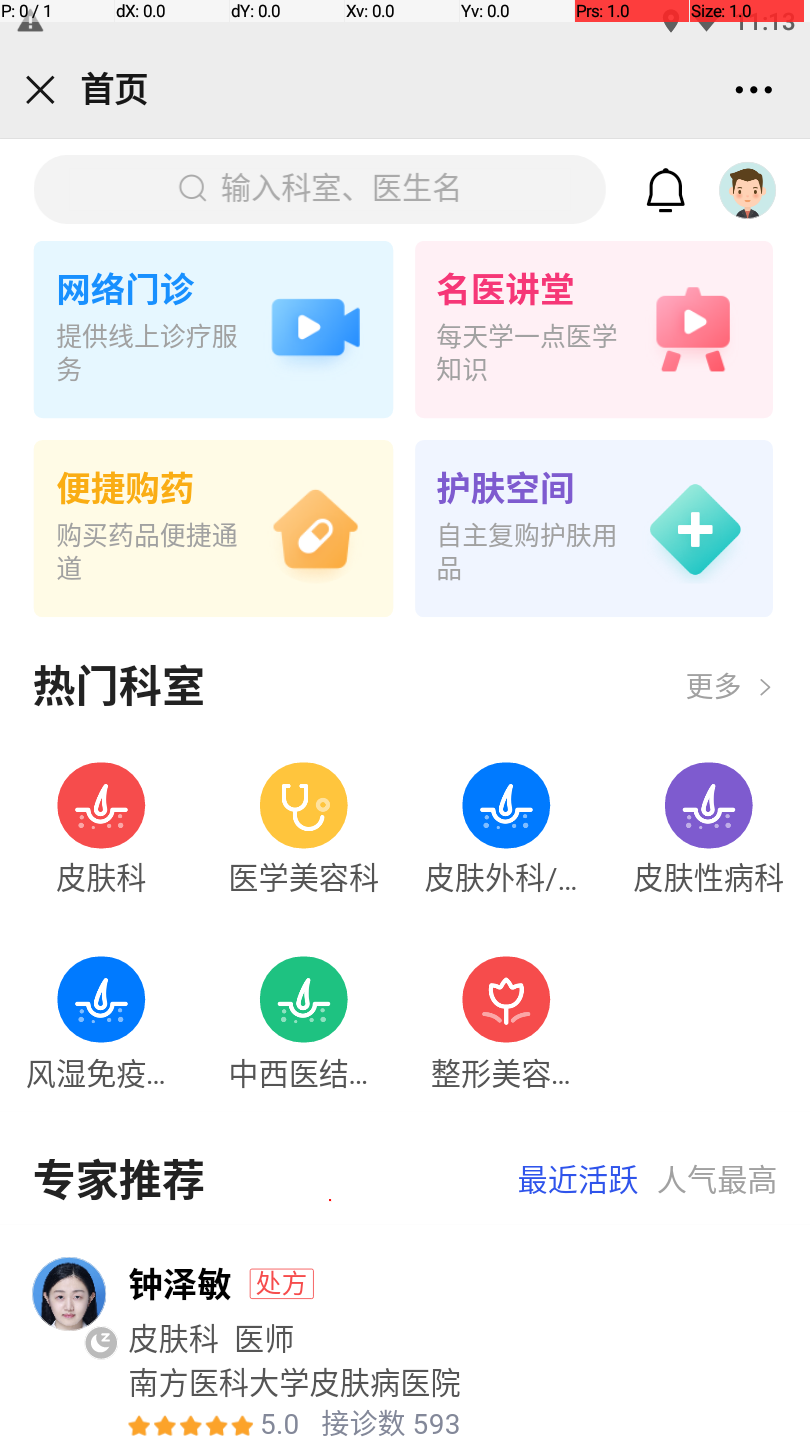 P: 0 / 1 dX: 0.0 dY: 0.0 Xv: 0.0 Yv: 0.0 Prs: 1.0 Size: 1.0
11:13
首页
输入科室、医生名
网络门诊
提供线上诊疗服
务
名医讲堂
每天学一点医学
知识
便捷购药
购买药品便捷通
道
护肤空间
自主复购护肤用
品
热门科室 更多
皮肤科 医学美容科 皮肤外科/... 皮肤性病科
风湿免疫... 中西医结... 整形美容...
专家推荐 最近活跃 人气最高
钟泽敏 处方
皮肤科 医师
南方医科大学皮肤病医院
5.0 接诊数 593